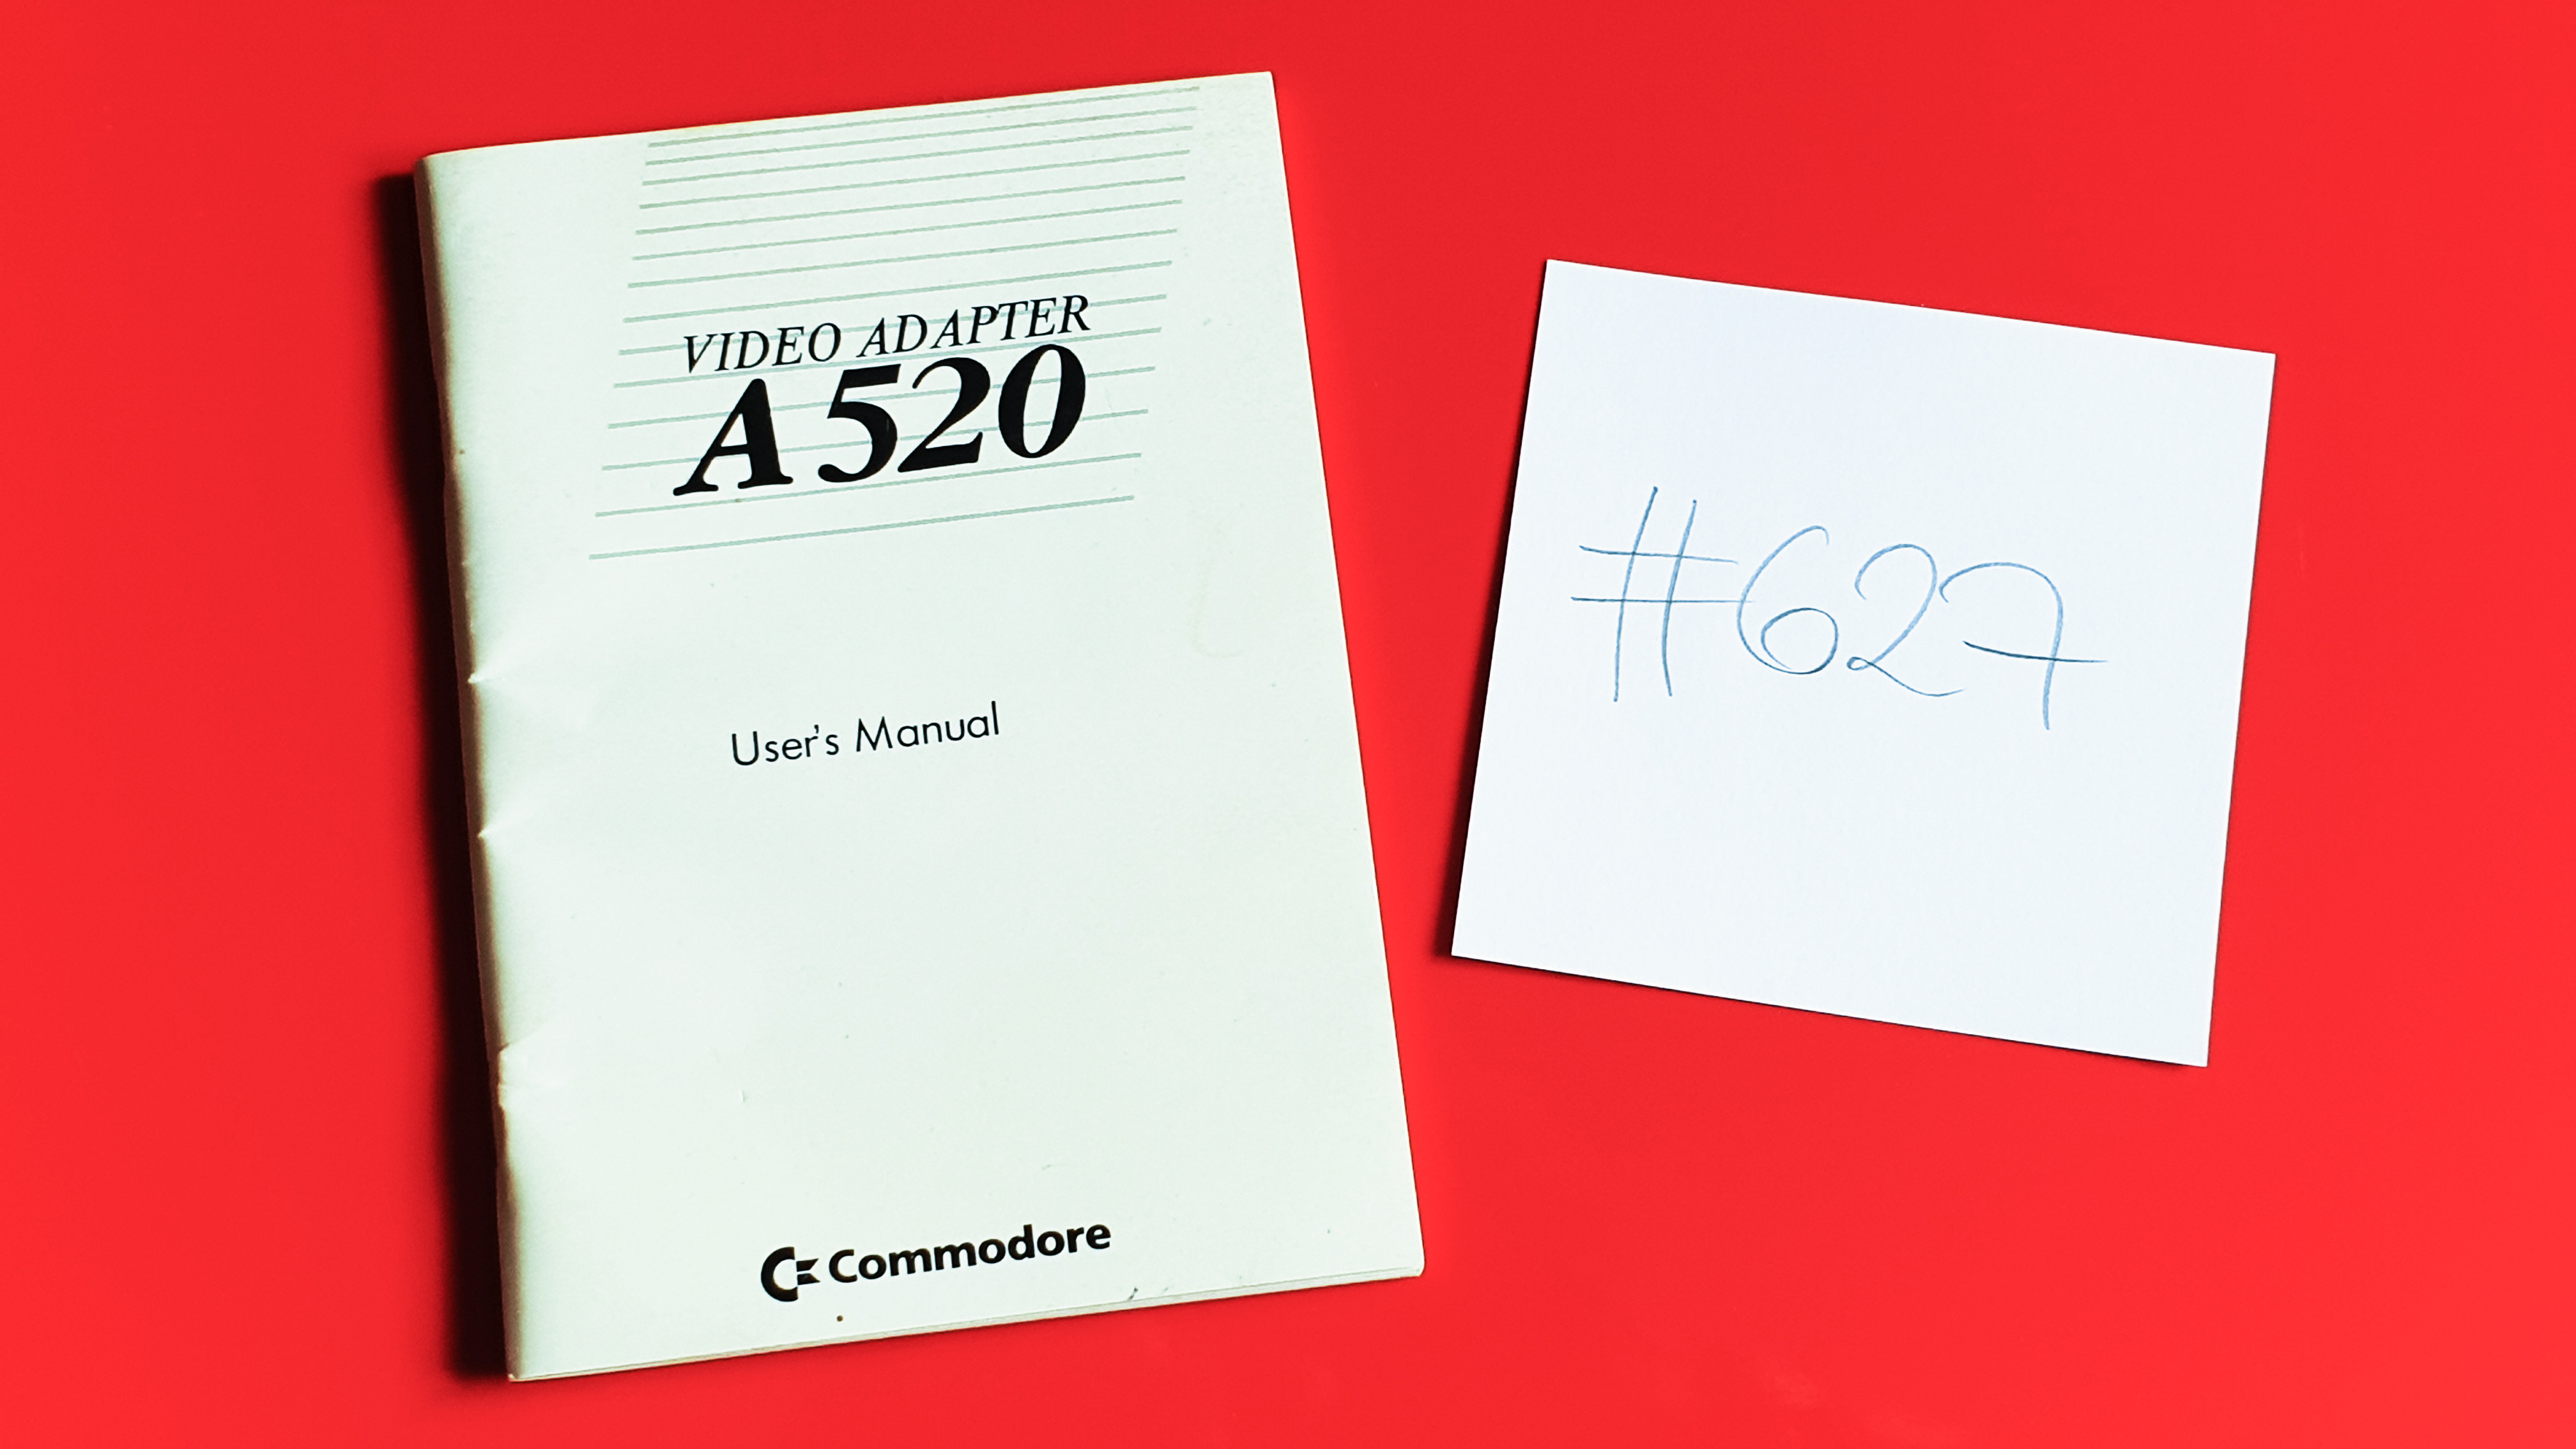 VIDEO ADAPTER
A520
User's Manual
Commodore
#627